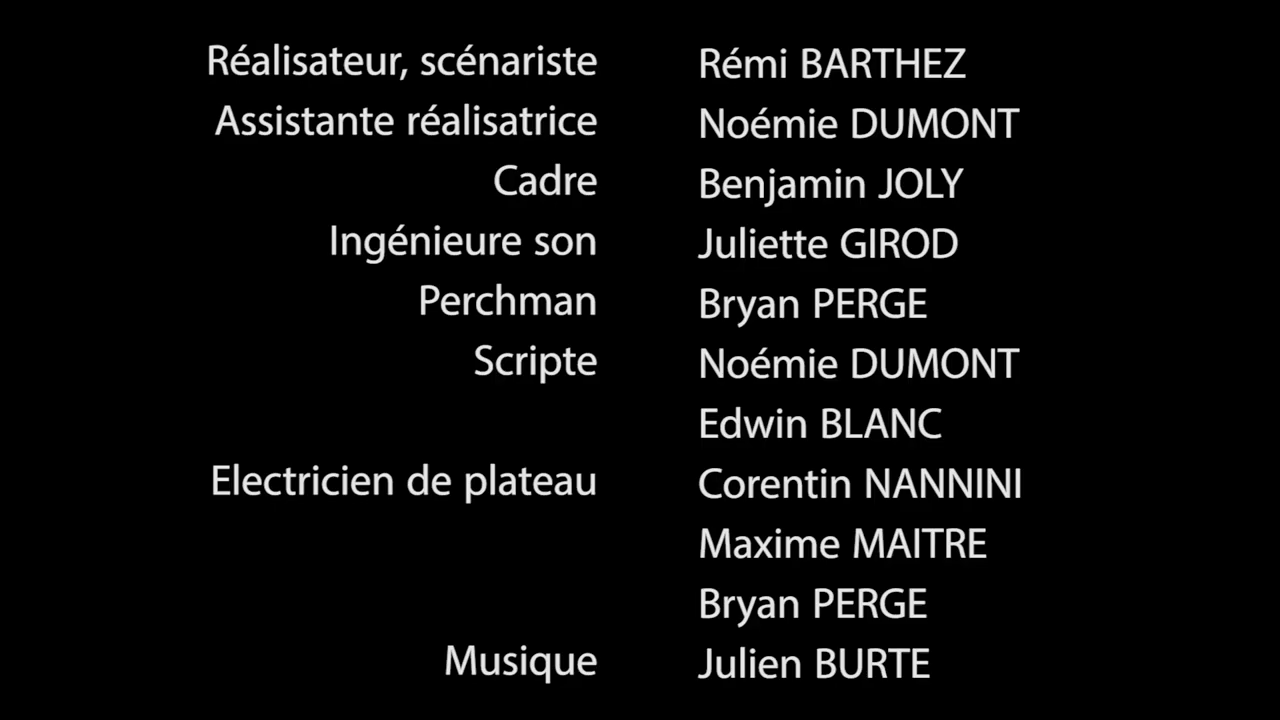 Réalisateur, scénariste Rémi BARTHEZ
Assistante réalisatrice Noémie DUMONT
Cadre Benjamin JOLY
Ingénieure son Juliette GIROD
Perchman Bryan PERGE
Scripte Noémie DUMONT
Edwin BLANC
Electricien de plateau Corentin NANNINI
Maxime MAITRE
Bryan PERGE
Musique Julien BURTE